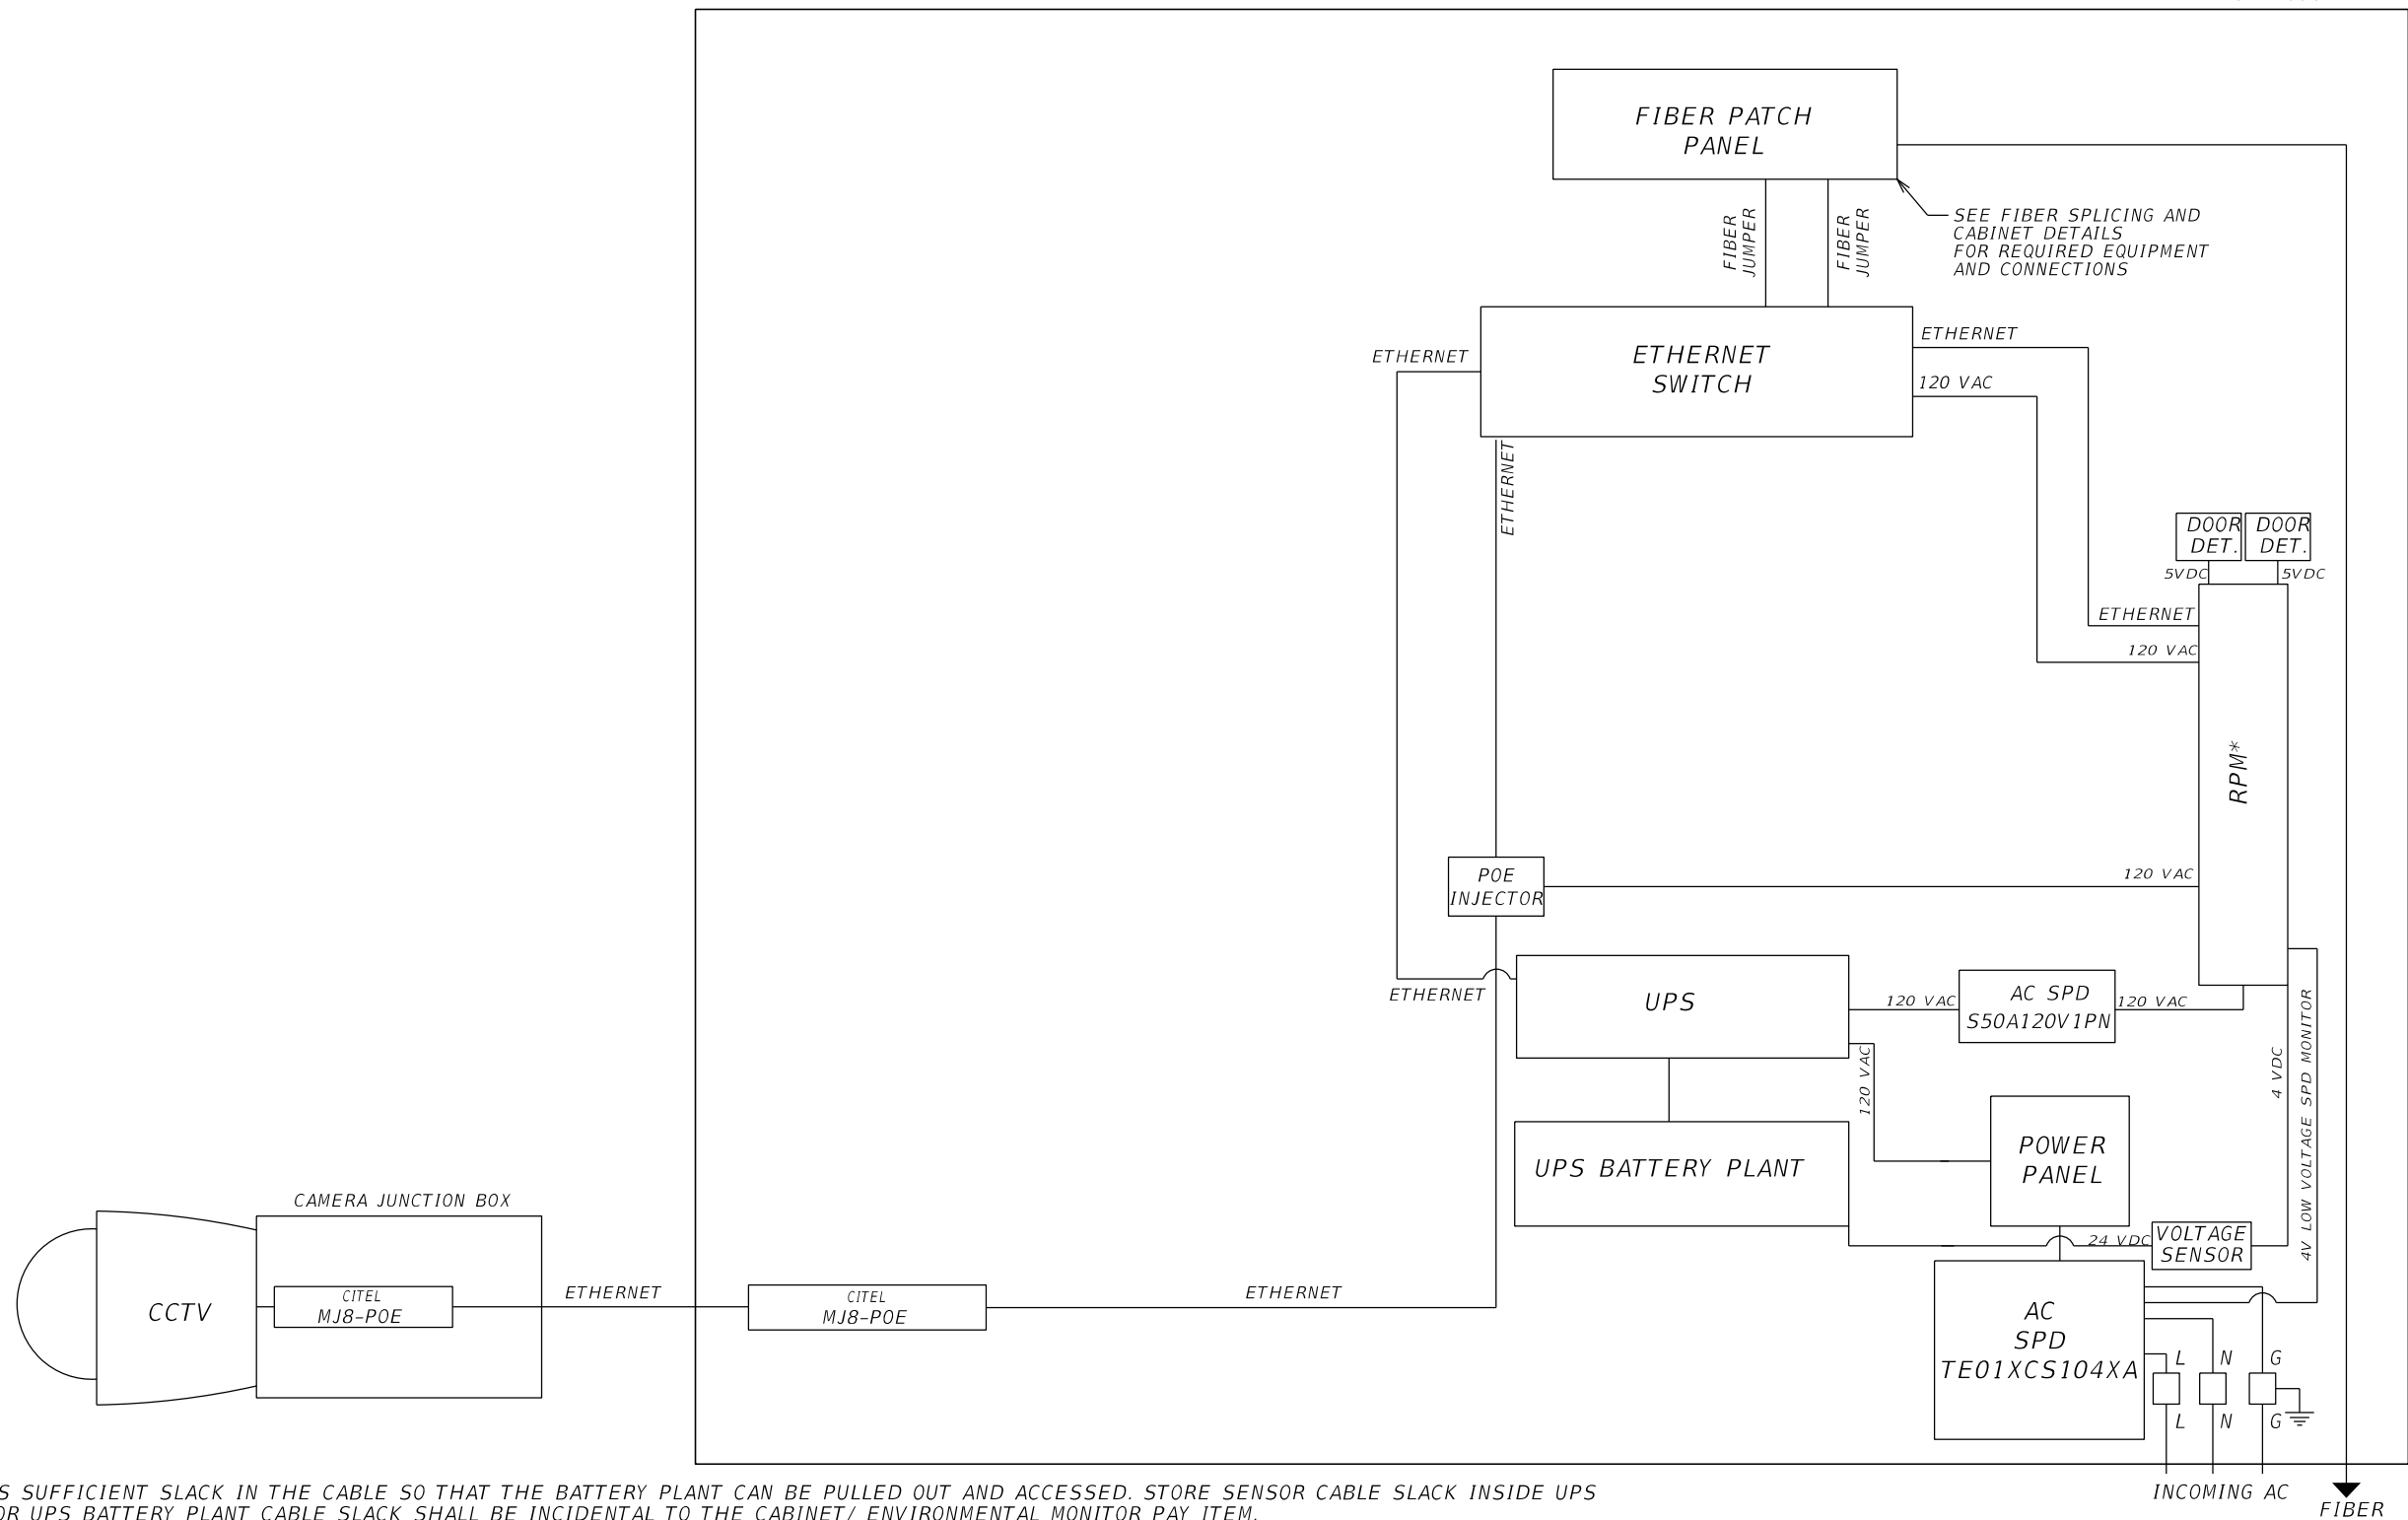 FIBER PATCH
PANEL
FIBER
JUMPER
FIBER
JUMPER
SEE FIBER SPLICING AND
CABINET DETAILS
FOR REQUIRED EQUIPMENT
AND CONNECTIONS
ETHERNET
ETHERNET
SWITCH
ETHERNET
120 VAC
ETHERNET
DOOR
DET.
DOOR
DET.
5VDC
5VDC
ETHERNET
120 VAC
RPM*
POE
INJECTOR
120 VAC
ETHERNET
UPS
120 VAC
AC SPD
S50A120V1PN
120 VAC
120 VAC
4 VDC
4V LOW VOLTAGE SPD MONITOR
UPS BATTERY PLANT
POWER
PANEL
24 VDC
VOLTAGE
SENSOR
CAMERA JUNCTION BOX
CCTV
CITEL
MJ8-POE
ETHERNET
CITEL
MJ8-POE
ETHERNET
AC
SPD
TE01XCS104XA
L
N
G
L
N
G
INCOMING AC
FIBER
S SUFFICIENT SLACK IN THE CABLE SO THAT THE BATTERY PLANT CAN BE PULLED OUT AND ACCESSED. STORE SENSOR CABLE SLACK INSIDE UPS
OR UPS BATTERY PLANT CABLE SLACK SHALL BE INCIDENTAL TO THE CABINET/ ENVIRONMENTAL MONITOR PAY ITEM.